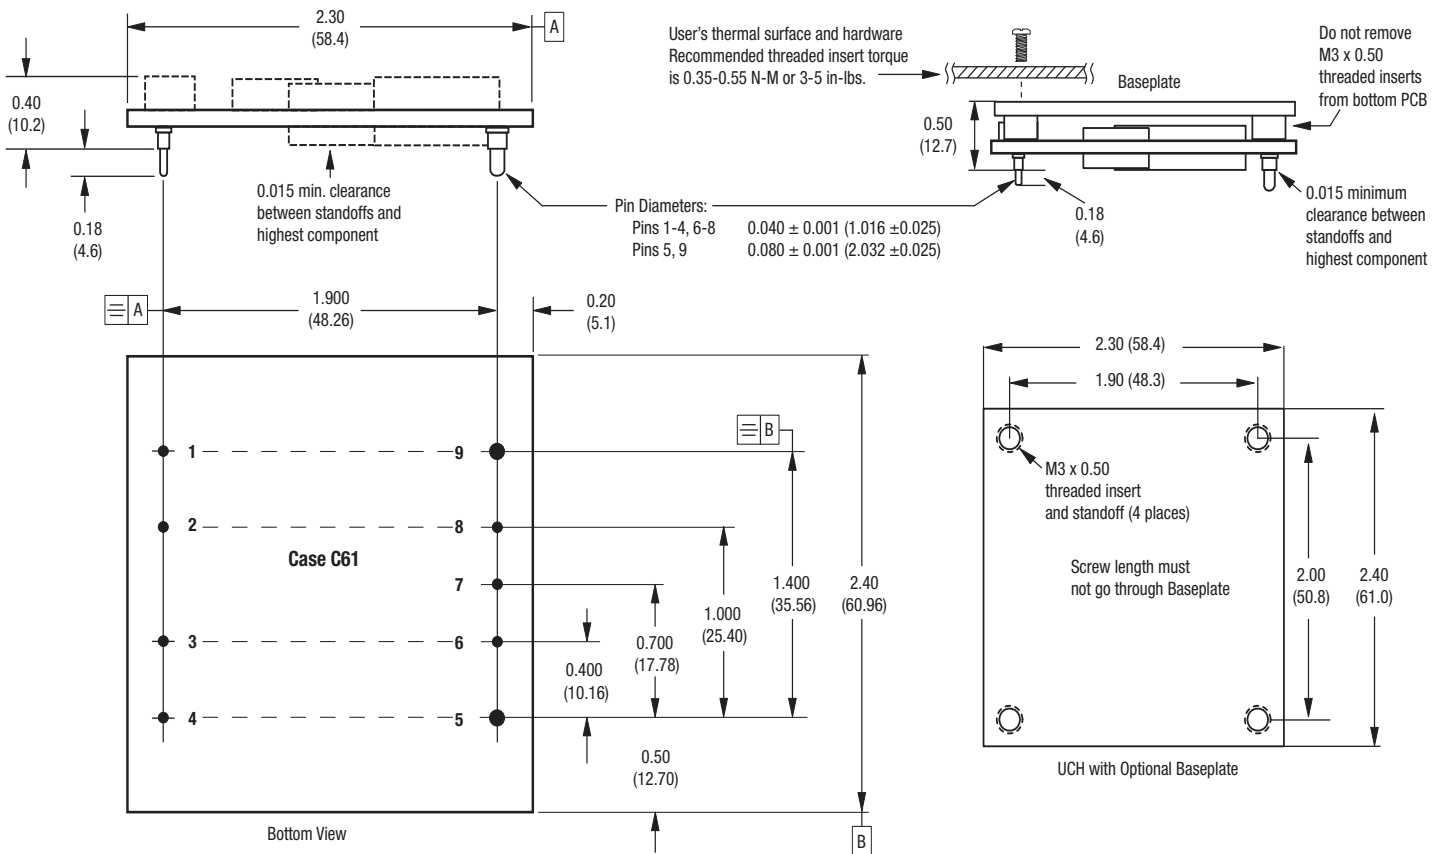 2.30
(58.4)
A
0.40
(10.2)
0.18
(4.6)
0.015 min. clearance
between standoffs and
highest component
User's thermal surface and hardware
Recommended threaded insert torque
is 0.35-0.55 N-M or 3-5 in-lbs.
Do not remove
M3 x 0.50
threaded inserts
from bottom PCB
Baseplate
0.50
(12.7)
Pin Diameters:
Pins 1-4, 6-8 0.040 ± 0.001 (1.016 ±0.025)
Pins 5, 9 0.080 ± 0.001 (2.032 ±0.025)
0.18
(4.6)
0.015 minimum
clearance between
standoffs and
highest component
A
1.900
(48.26)
0.20
(5.1)
B
1
2
3
4
9
8
7
6
5
Case C61
0.400
(10.16)
0.700
(17.78)
1.000
(25.40)
1.400
(35.56)
2.40
(60.96)
0.50
(12.70)
B
Bottom View
2.30 (58.4)
1.90 (48.3)
M3 x 0.50
threaded insert
and standoff (4 places)
Screw length must
not go through Baseplate
2.00
(50.8)
2.40
(61.0)
UCH with Optional Baseplate